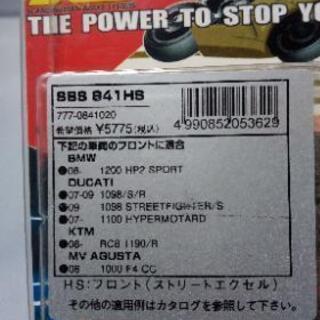 THE POWER TO STOP YO
SBS 841HS
777-0841020
希望価格 ¥5775(税込)
4990852053629
下記の車両のフロントに適合
BMW
●08- 1200 HP2 SPORT
DUCATI
●07-09 1098/S/R
●09 1098 STREETFIGHTER/S
●07- 1100 HYPERMOTARD
KTM
●08- RC8 1190/R
MV AGUSTA
●08 1000 F4 CC
HS:フロント(ストリートエクセル)
その他の適用例はカタログを参照して下さい。